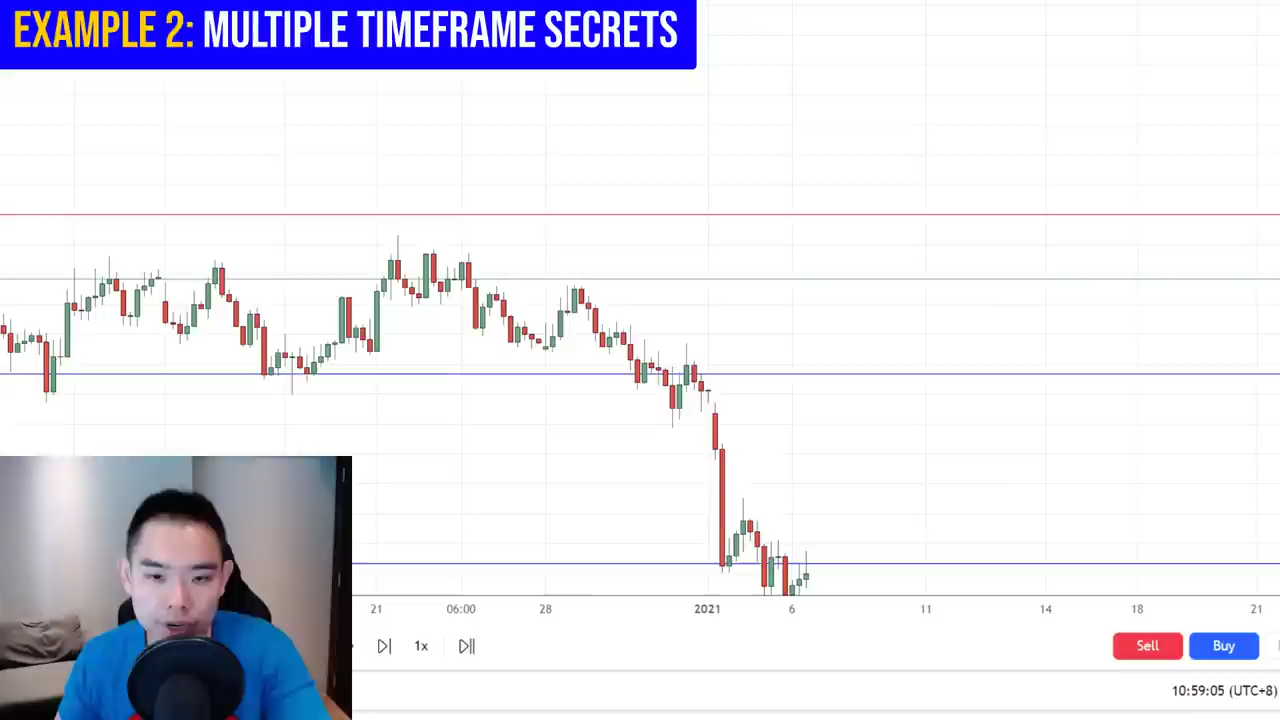 EXAMPLE 2: MULTIPLE TIMEFRAME SECRETS
21 06:00 28 2021 6 11 14 18 21
1x Sell Buy
10:59:05 (UTC+8)